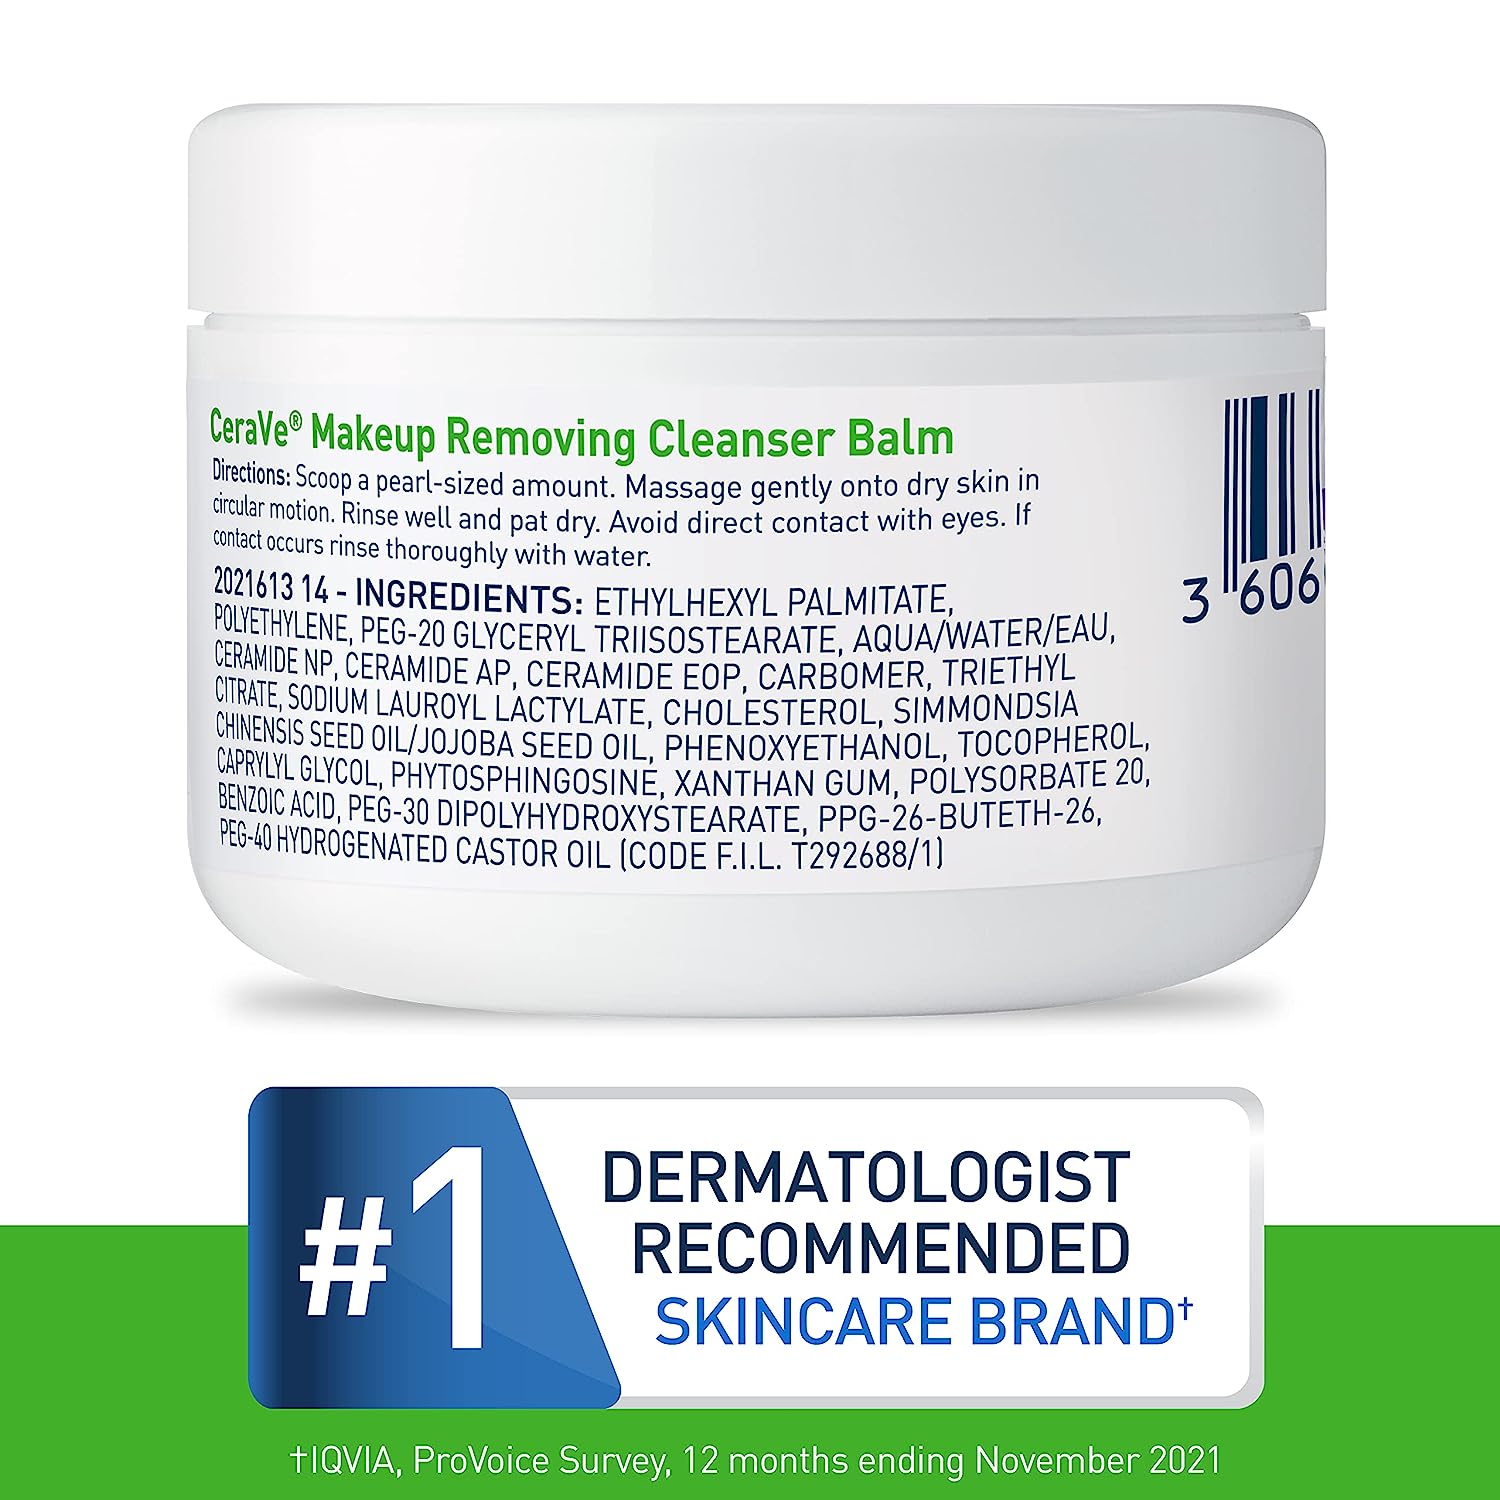 CeraVe® Makeup Removing Cleanser Balm
Directions: Scoop a pearl-sized amount. Massage gently onto dry skin in
circular motion. Rinse well and pat dry. Avoid direct contact with eyes. If
contact occurs rinse thoroughly with water.
2021613 14 - INGREDIENTS: ETHYLHEXYL PALMITATE,
POLYETHYLENE, PEG-20 GLYCERYL TRIISOSTEARATE, AQUA/WATER/EAU,
CERAMIDE NP, CERAMIDE AP, CERAMIDE EOP, CARBOMER, TRIETHYL
CITRATE, SODIUM LAUROYL LACTYLATE, CHOLESTEROL, SIMMONDSIA
CHINENSIS SEED OIL/JOJOBA SEED OIL, PHENOXYETHANOL, TOCOPHEROL,
CAPRYLYL GLYCOL, PHYTOSPHINGOSINE, XANTHAN GUM, POLYSORBATE 20,
BENZOIC ACID, PEG-30 DIPOLYHYDROXYSTEARATE, PPG-26-BUTETH-26,
PEG-40 HYDROGENATED CASTOR OIL (CODE F.I.L. T292688/1)
3 606
#1
DERMATOLOGIST
RECOMMENDED
SKINCARE BRAND†
†IQVIA, ProVoice Survey, 12 months ending November 2021